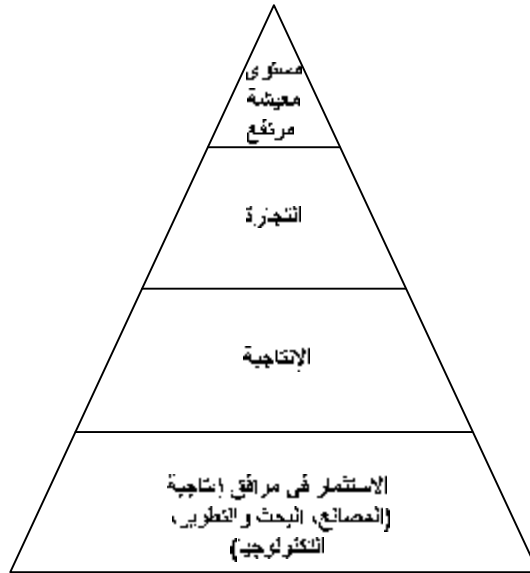 مستوى
معيشة
مرتفع
التجارة
الإنتاجية
الاستثمار في مرافق إنتاجية
(المصانع، البحث والتطوير،
التكنولوجيا)